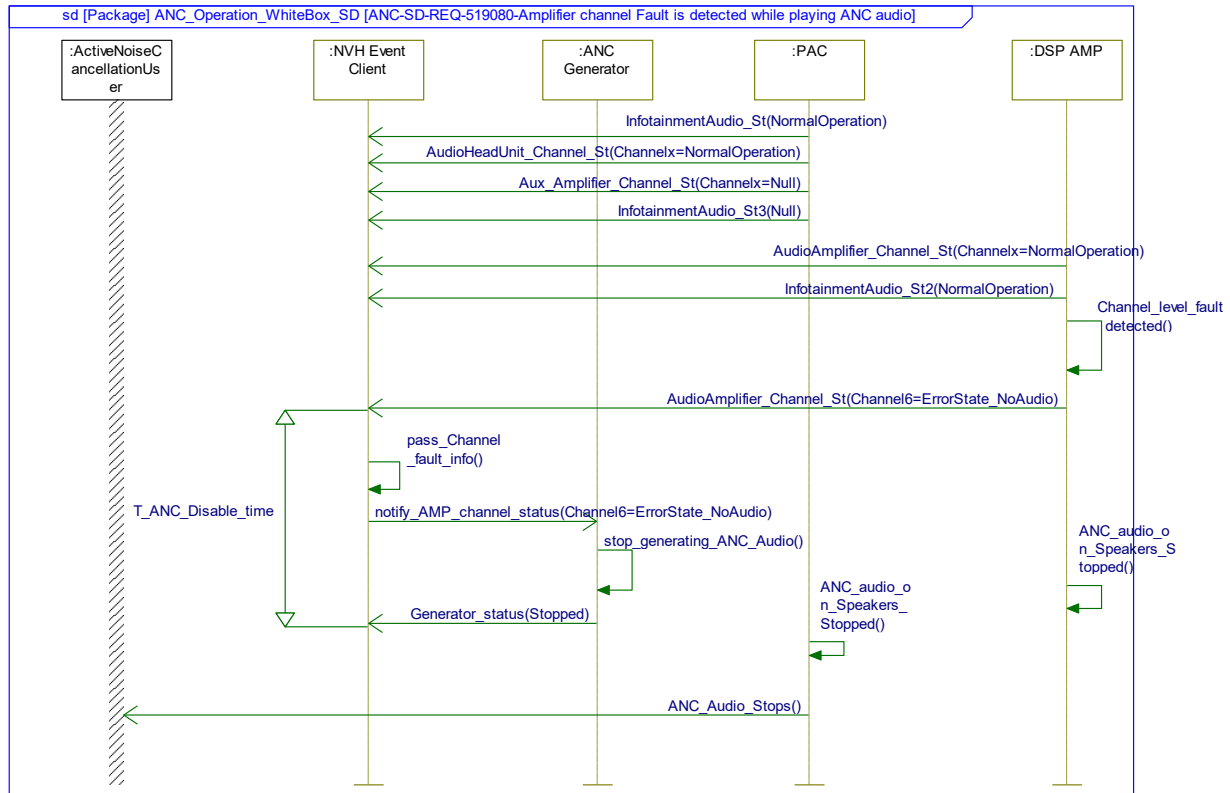 sd [Package] ANC_Operation_WhiteBox_SD [ANC-SD-REQ-519080-Amplifier channel Fault is detected while playing ANC audio]
:ActiveNoiseC
ancellationUs
er
:NVH Event
Client
:ANC
Generator
:PAC
:DSP AMP
InfotainmentAudio_St(NormalOperation)
AudioHeadUnit_Channel_St(Channelx=NormalOperation)
Aux_Amplifier_Channel_St(Channelx=Null)
InfotainmentAudio_St3(Null)
AudioAmplifier_Channel_St(Channelx=NormalOperation)
InfotainmentAudio_St2(NormalOperation)
Channel_level_fault
detected()
AudioAmplifier_Channel_St(Channel6=ErrorState_NoAudio)
pass_Channel
_fault_info()
T_ANC_Disable_time
notify_AMP_channel_status(Channel6=ErrorState_NoAudio)
stop_generating_ANC_Audio()
ANC_audio_o
n_Speakers_S
topped()
ANC_audio_o
n_Speakers_
Stopped()
Generator_status(Stopped)
ANC_Audio_Stops()